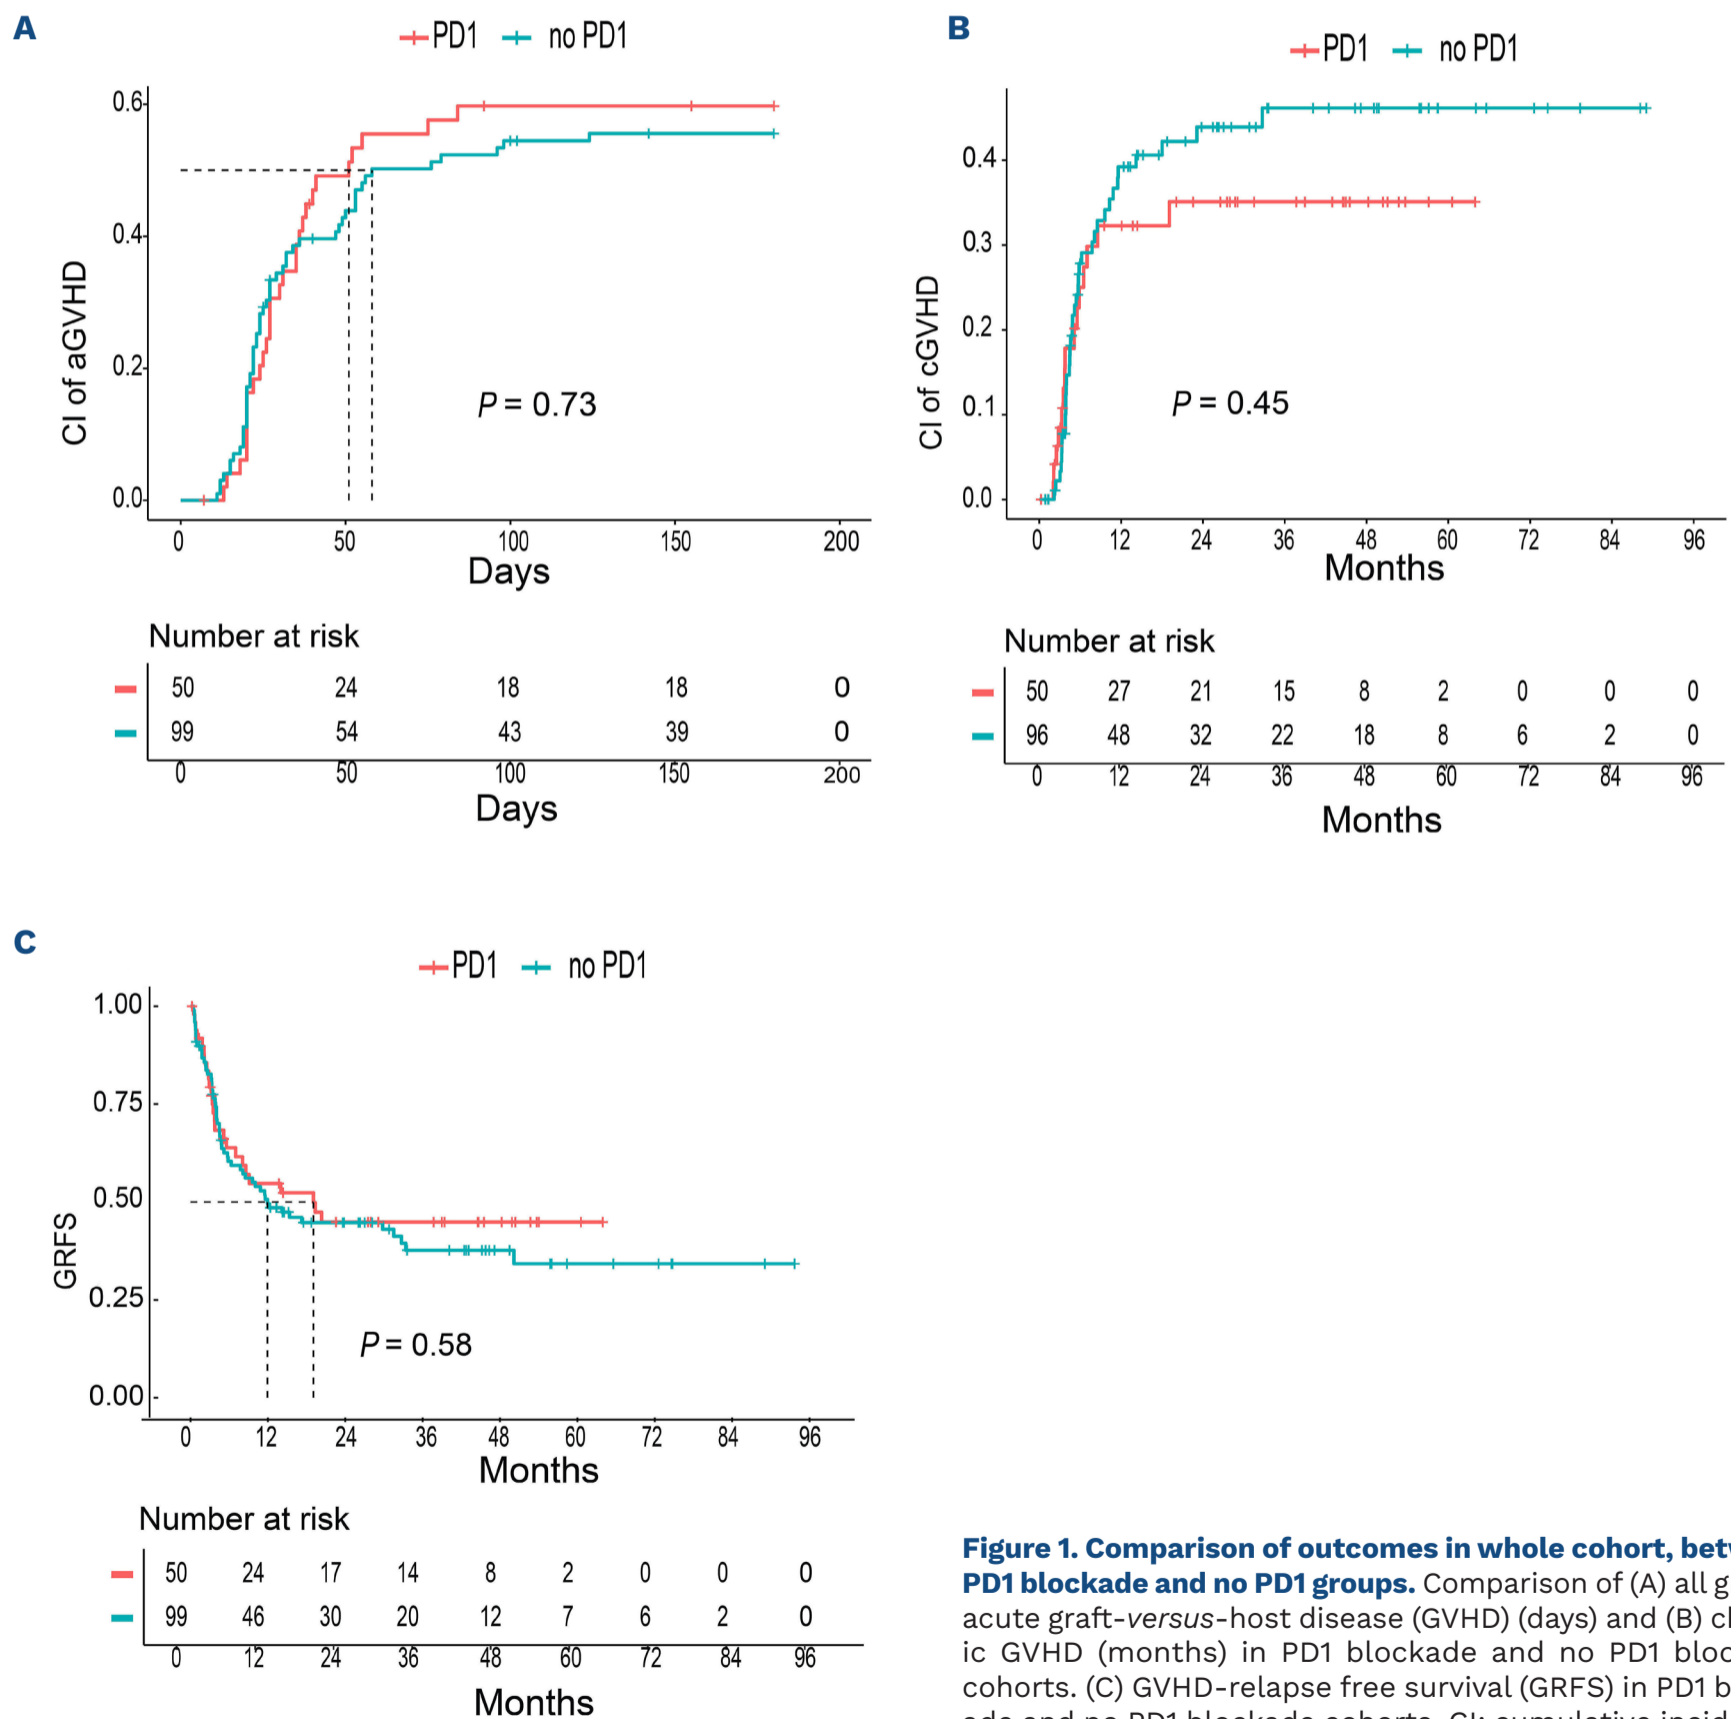 A
PD1 no PD1
0.6
0.4
0.2
0.0
CI of aGVHD
P = 0.73
0 50 100 150 200
Days
Number at risk
50 24 18 18 0
99 54 43 39 0
0 50 100 150 200
Days
B
PD1 no PD1
0.4
0.3
0.2
0.1
0.0
CI of cGVHD
P = 0.45
0 12 24 36 48 60 72 84 96
Months
Number at risk
50 27 21 15 8 2 0 0 0
96 48 32 22 18 8 6 2 0
0 12 24 36 48 60 72 84 96
Months
C
PD1 no PD1
1.00
0.75
0.50
0.25
0.00
GRFS
P = 0.58
0 12 24 36 48 60 72 84 96
Months
Number at risk
50 24 17 14 8 2 0 0 0
99 46 30 20 12 7 6 2 0
0 12 24 36 48 60 72 84 96
Months
Figure 1. Comparison of outcomes in whole cohort,
PD1 blockade and no PD1 groups. Comparison of (A) all
acute graft-versus-host disease (GVHD) (days) and (B)
ic GVHD (months) in PD1 blockade and no PD1
cohorts. (C) GVHD-relapse free survival (GRFS) in PD1